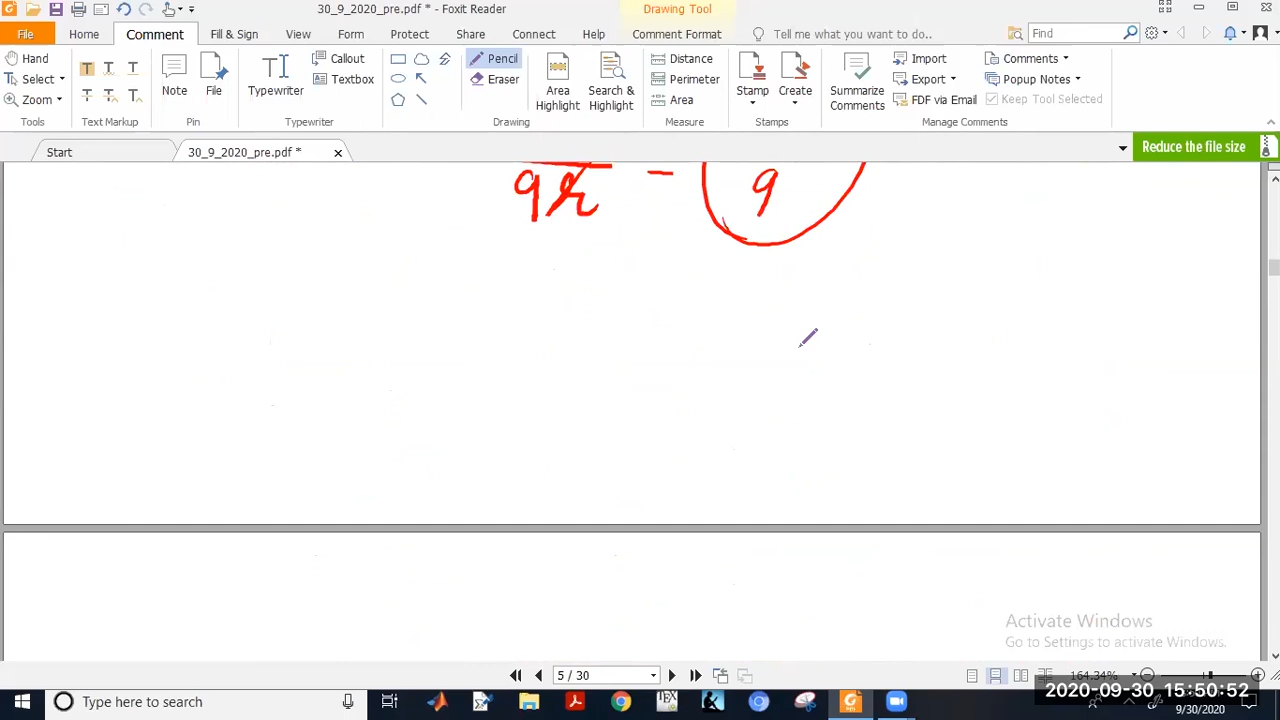 30_9_2020_pre.pdf * - Foxit Reader
Drawing Tool
File Home Comment Fill & Sign View Form Protect Share Connect Help Comment Format Tell me what you want to do.. Find
Hand
Select
Zoom
Tools
Text Markup
Note
File
Pin
Typewriter
Callout
Textbox
Typewriter
Pencil
Eraser
Drawing
Area Highlight
Search & Highlight
Distance
Perimeter
Area
Measure
Stamp
Create
Stamps
Summarize Comments
Import
Export
FDF via Email
Comments
Popup Notes
Keep Tool Selected
Manage Comments
Start
30_9_2020_pre.pdf *
Reduce the file size
9
Activate Windows
Go to Settings to activate Windows.
5 / 30
164.34%
Type here to search
2020-09-30 15:50:52
9/30/2020